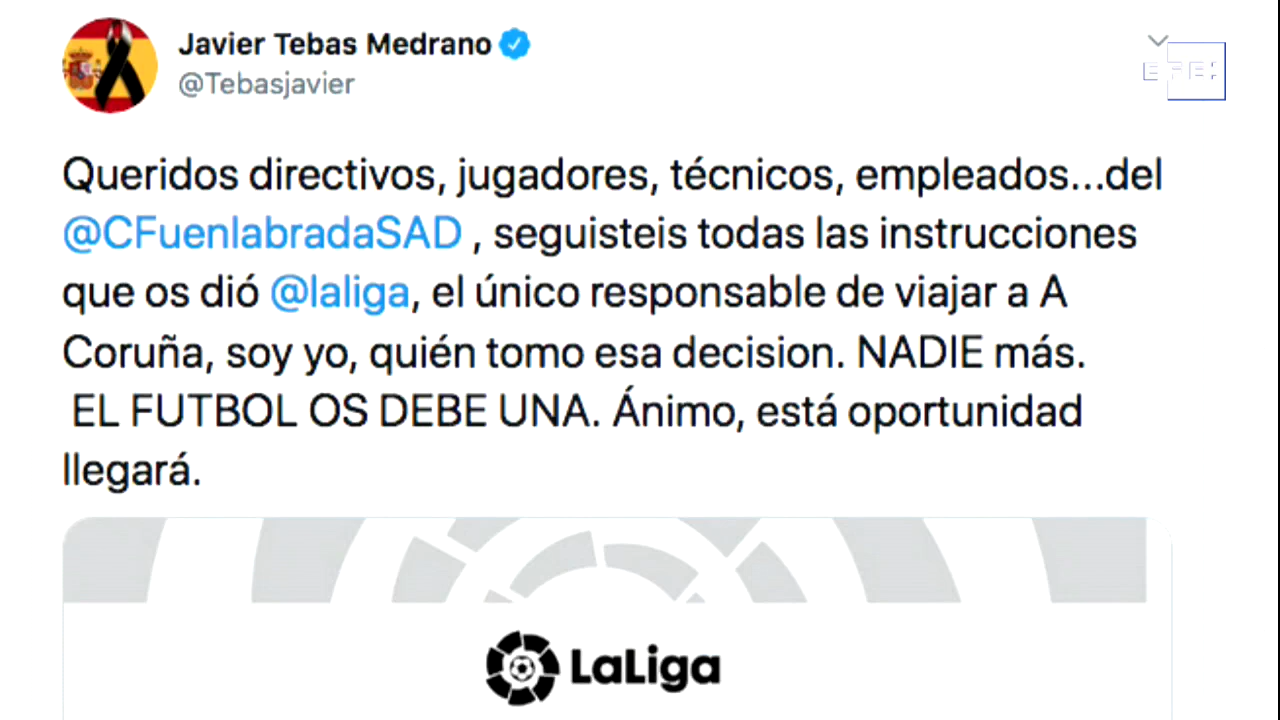 Javier Tebas Medrano
@Tebasjavier
EFE:
Queridos directivos, jugadores, técnicos, empleados...del
@CFuenlabradaSAD , seguisteis todas las instrucciones
que os dió @laliga, el único responsable de viajar a A
Coruña, soy yo, quién tomo esa decision. NADIE más.
EL FUTBOL OS DEBE UNA. Ánimo, está oportunidad
llegará.
LaLiga